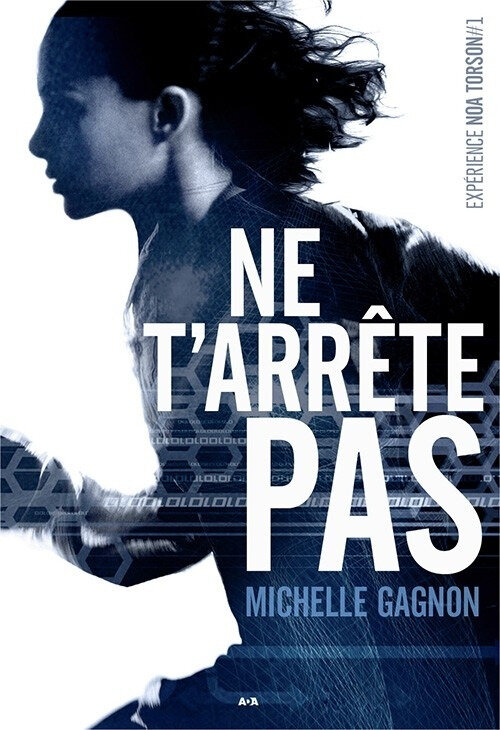 EXPÉRIENCE NOA TORSON#1
NE
T'ARRÊTE
PAS
MICHELLE GAGNON
ADA